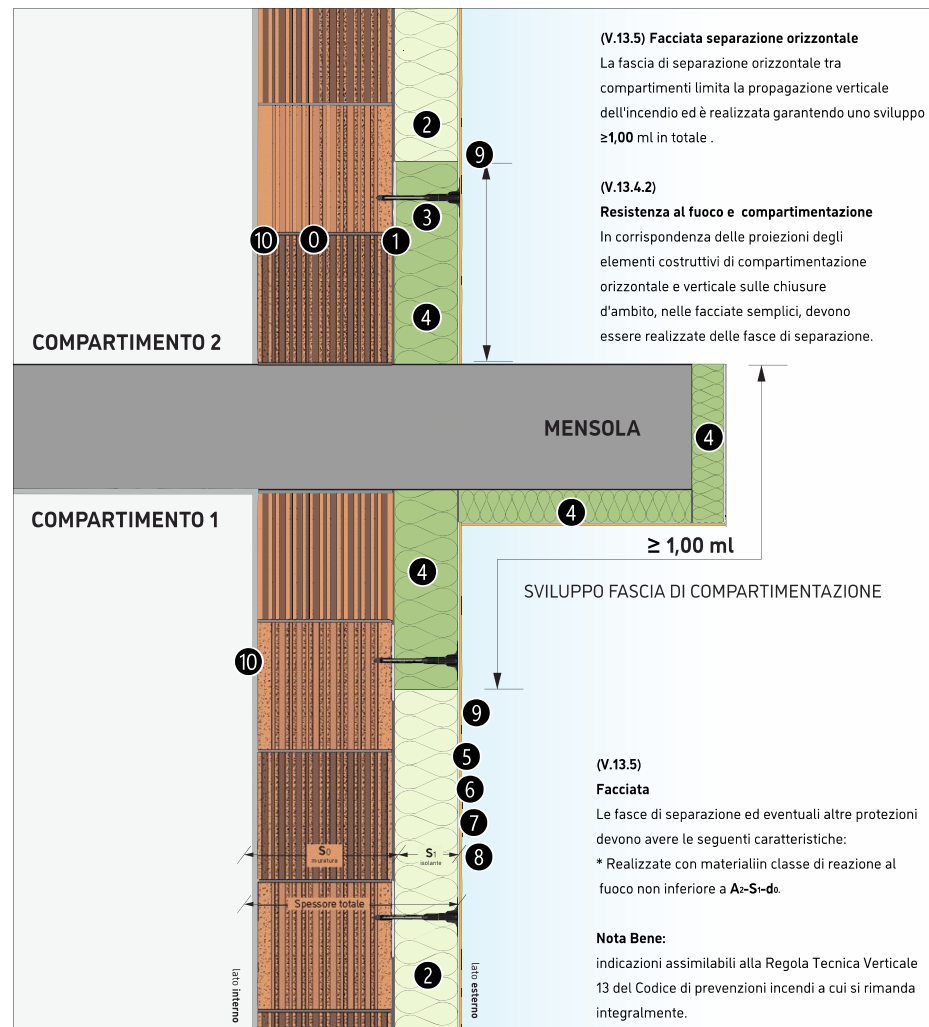 (V.13.5) Facciata separazione orizzontale
La fascia di separazione orizzontale tra
compartimenti limita la propagazione verticale
dell'incendio ed è realizzata garantendo uno sviluppo
≥1,00 ml in totale .
(V.13.4.2)
Resistenza al fuoco e compartimentazione
In corrispondenza delle proiezioni degli
elementi costruttivi di compartimentazione
orizzontale e verticale sulle chiusure
d'ambito, nelle facciate semplici, devono
essere realizzate delle fasce di separazione.
2
9
3
10
0
1
4
COMPARTIMENTO 2
MENSOLA
4
COMPARTIMENTO 1
4
≥ 1,00 ml
4
SVILUPPO FASCIA DI COMPARTIMENTAZIONE
10
9
5
6
7
8
S0
muratura
S1
isolante
Spessore totale
2
lato interno
lato esterno
(V.13.5)
Facciata
Le fasce di separazione ed eventuali altre protezioni
devono avere le seguenti caratteristiche:
* Realizzate con materialiin classe di reazione al
fuoco non inferiore a A2-S1-d0.
Nota Bene:
indicazioni assimilabili alla Regola Tecnica Verticale
13 del Codice di prevenzioni incendi a cui si rimanda
integralmente.